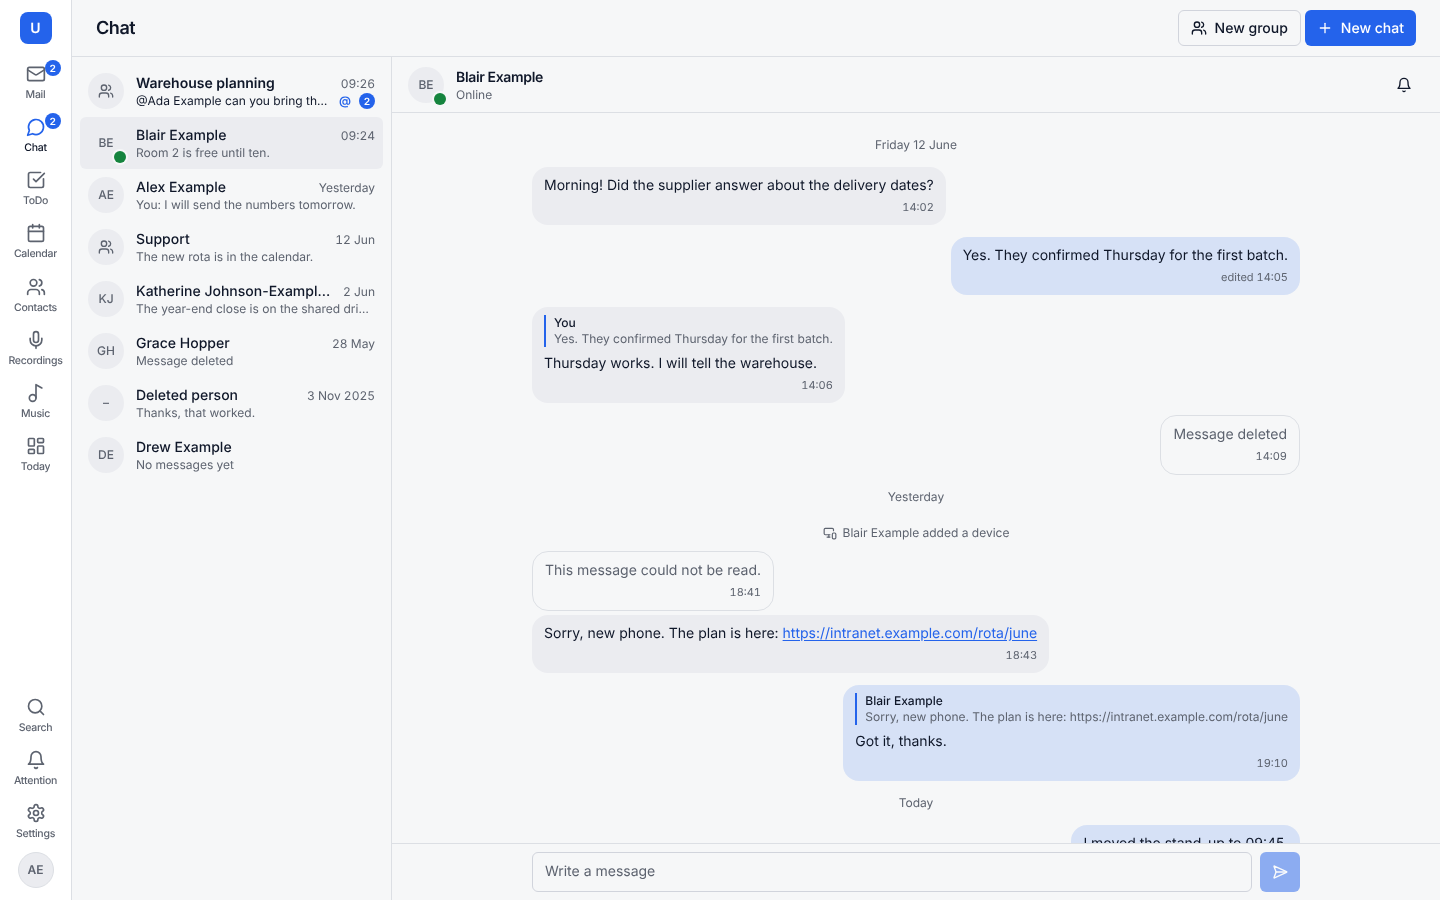 U
Chat
New group
New chat
2
Mail
2
Chat
ToDo
Calendar
Contacts
Recordings
Music
Today
Search
Attention
Settings
AE
Warehouse planning 09:26
@Ada Example can you bring th... @ 2
BE Blair Example 09:24
Room 2 is free until ten.
AE Alex Example Yesterday
You: I will send the numbers tomorrow.
Support 12 Jun
The new rota is in the calendar.
KJ Katherine Johnson-Exampl... 2 Jun
The year-end close is on the shared dri...
GH Grace Hopper 28 May
Message deleted
– Deleted person 3 Nov 2025
Thanks, that worked.
DE Drew Example
No messages yet
BE Blair Example
Online
Friday 12 June
Morning! Did the supplier answer about the delivery dates?
14:02
Yes. They confirmed Thursday for the first batch.
edited 14:05
You
Yes. They confirmed Thursday for the first batch.
Thursday works. I will tell the warehouse.
14:06
Message deleted
14:09
Yesterday
Blair Example added a device
This message could not be read.
18:41
Sorry, new phone. The plan is here: https://intranet.example.com/rota/june
18:43
Blair Example
Sorry, new phone. The plan is here: https://intranet.example.com/rota/june
Got it, thanks.
19:10
Today
I moved the stand-up to 09:45.
Write a message